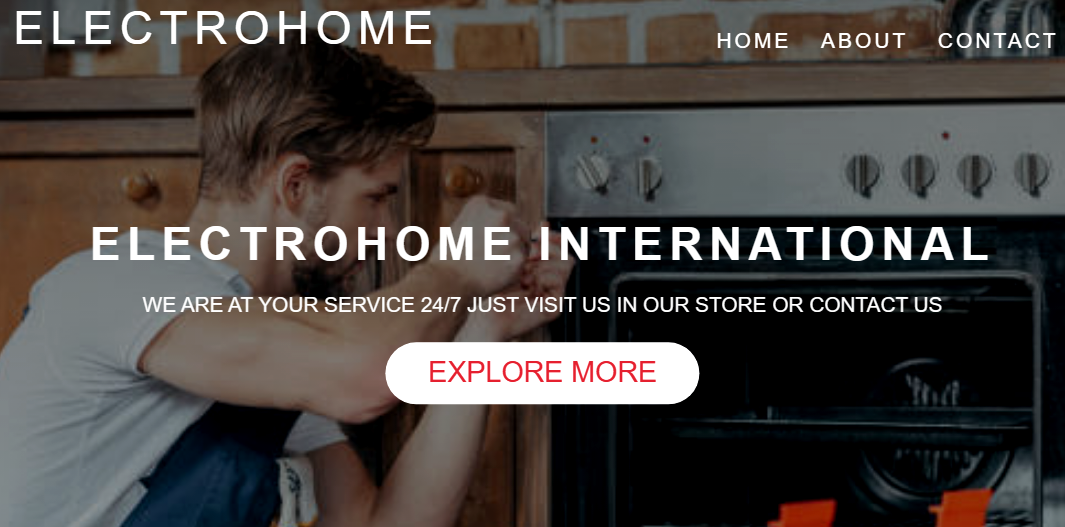 ELECTROHOME
HOME ABOUT CONTACT
ELECTROHOME INTERNATIONAL
WE ARE AT YOUR SERVICE 24/7 JUST VISIT US IN OUR STORE OR CONTACT US
EXPLORE MORE